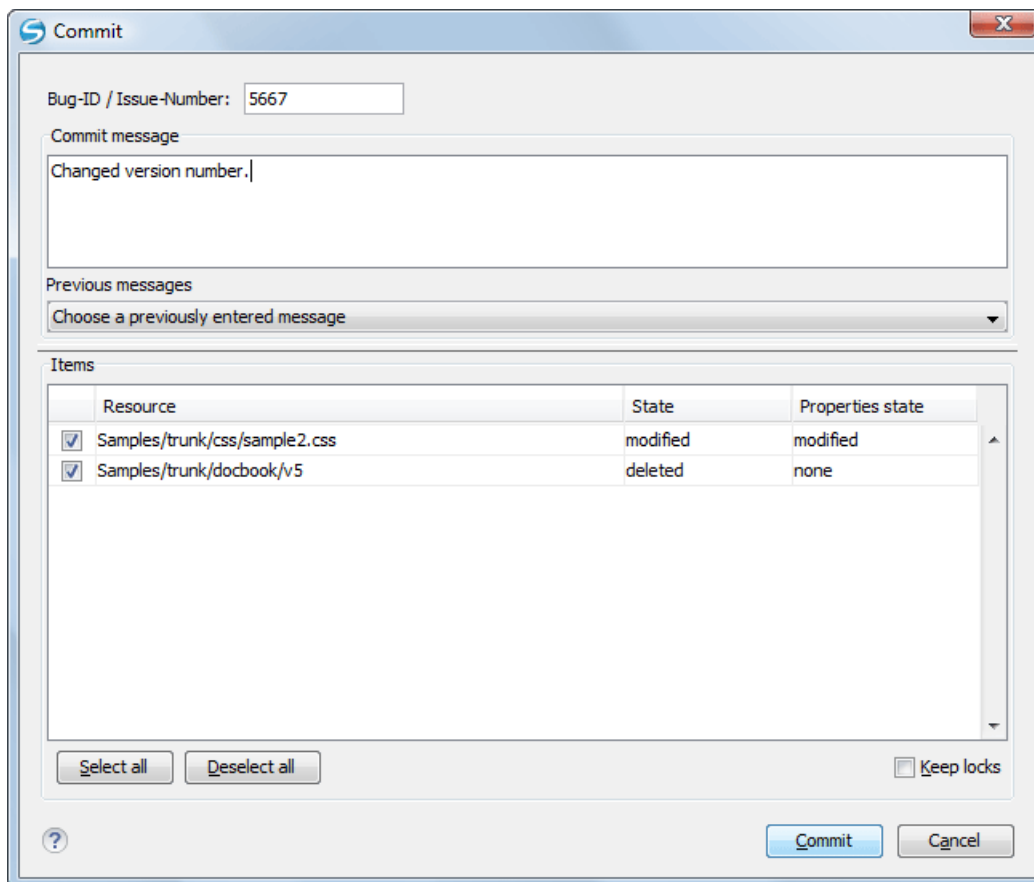 Commit
Bug-ID / Issue-Number: 5667
Commit message
Changed version number.
Previous messages
Choose a previously entered message
Items
Resource State Properties state
Samples/trunk/css/sample2.css modified modified
Samples/trunk/docbook/v5 deleted none
Select all Deselect all Keep locks
? Commit Cancel